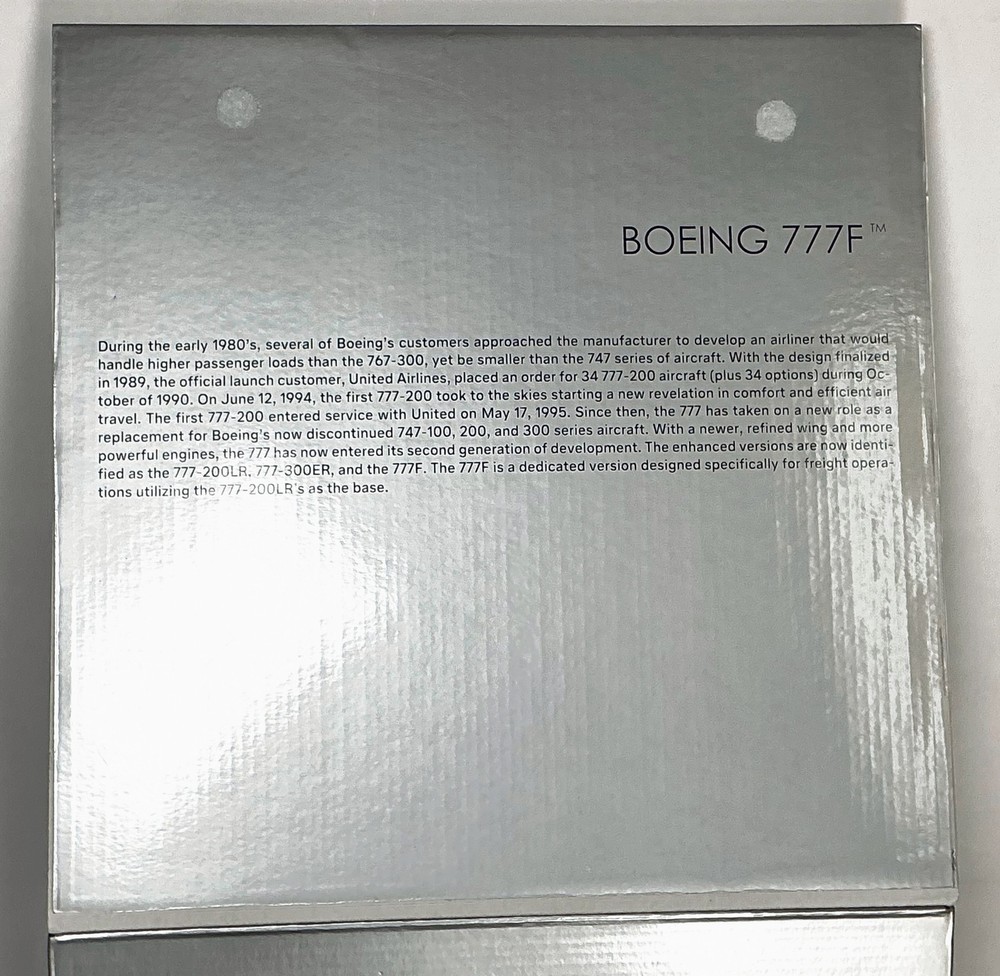 BOEING 777F™
During the early 1980's, several of Boeing's customers approached the manufacturer to develop an airliner that would
handle higher passenger loads than the 767-300, yet be smaller than the 747 series of aircraft. With the design finalized
in 1989, the official launch customer, United Airlines, placed an order for 34 777-200 aircraft (plus 34 options) during Oc-
tober of 1990. On June 12, 1994, the first 777-200 took to the skies starting a new revelation in comfort and efficient air
travel. The first 777-200 entered service with United on May 17, 1995. Since then, the 777 has taken on a new role as a
replacement for Boeing's now discontinued 747-100, 200, and 300 series aircraft. With a newer, refined wing and more
powerful engines, the 777 has now entered its second generation of development. The enhanced versions are now identi-
fied as the 777-200LR, 777-300ER, and the 777F. The 777F is a dedicated version designed specifically for freight opera-
tions utilizing the 777-200LR's as the base.